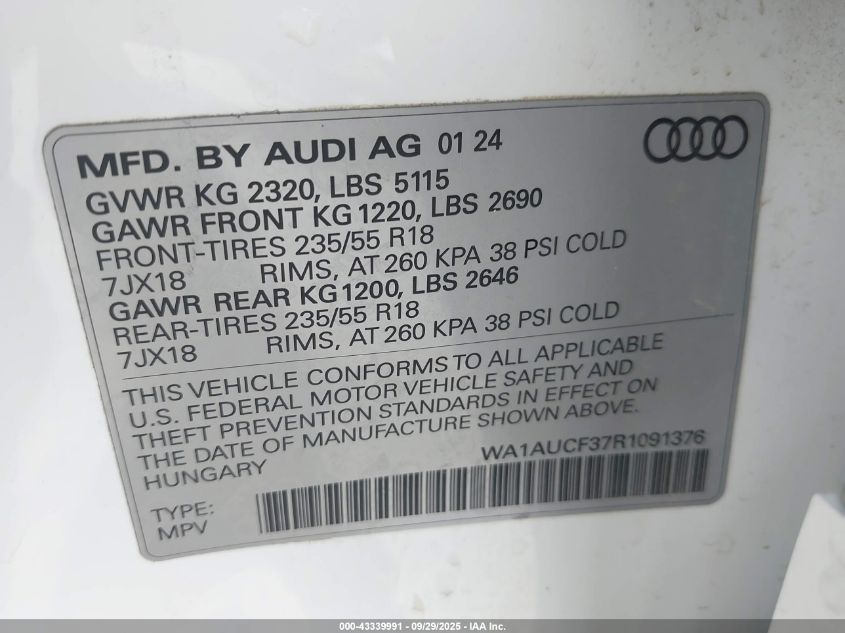 MFD. BY AUDI AG 01 24
GVWR KG 2320, LBS 5115
GAWR FRONT KG 1220, LBS 2690
FRONT-TIRES 235/55 R18
7JX18 RIMS, AT 260 KPA 38 PSI COLD
GAWR REAR KG 1200, LBS 2646
REAR-TIRES 235/55 R18
7JX18 RIMS, AT 260 KPA 38 PSI COLD
THIS VEHICLE CONFORMS TO ALL APPLICABLE
U.S. FEDERAL MOTOR VEHICLE SAFETY AND
THEFT PREVENTION STANDARDS IN EFFECT ON
THE DATE OF MANUFACTURE SHOWN ABOVE.
HUNGARY WA1AUCF37R1091376
TYPE:
MPV
000-43339991 - 09/29/2025 - IAA Inc.